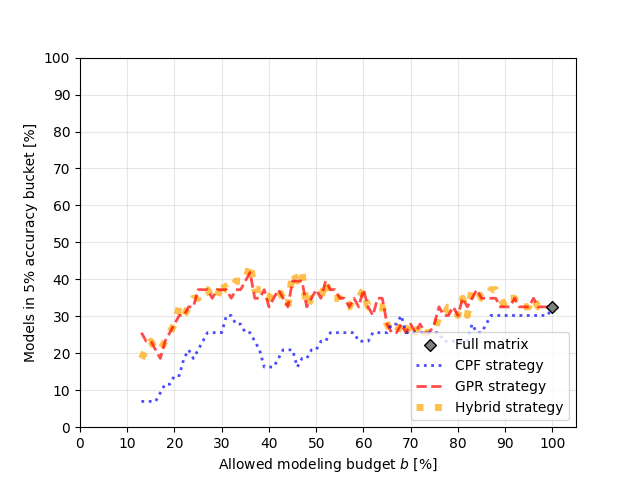 100
90
80
70
60
50
40
30
20
10
0
Models in 5% accuracy bucket [%]
Full matrix
CPF strategy
GPR strategy
Hybrid strategy
0 10 20 30 40 50 60 70 80 90 100
Allowed modeling budget b [%]